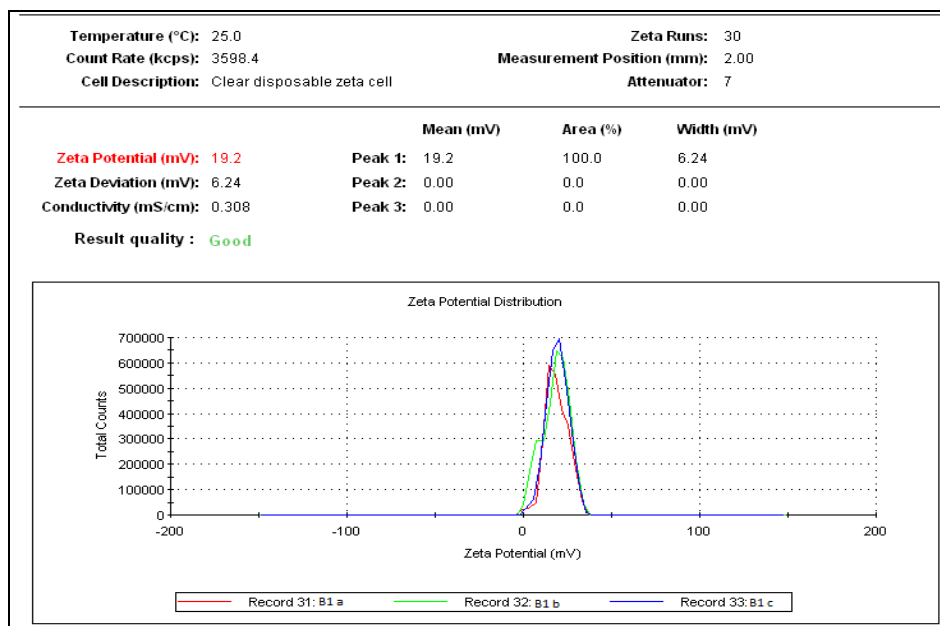 Temperature (°C): 25.0 Zeta Runs: 30
Count Rate (kcps): 3598.4 Measurement Position (mm): 2.00
Cell Description: Clear disposable zeta cell Attenuator: 7
Mean (mV) Area (%) Width (mV)
Zeta Potential (mV): 19.2 Peak 1: 19.2 100.0 6.24
Zeta Deviation (mV): 6.24 Peak 2: 0.00 0.0 0.00
Conductivity (mS/cm): 0.308 Peak 3: 0.00 0.0 0.00
Result quality : Good
Zeta Potential Distribution
Total Counts
700000
600000
500000
400000
300000
200000
100000
0
-200 -100 0 100 200
Zeta Potential (mV)
Record 31: B1 a Record 32: B1 b Record 33: B1 c